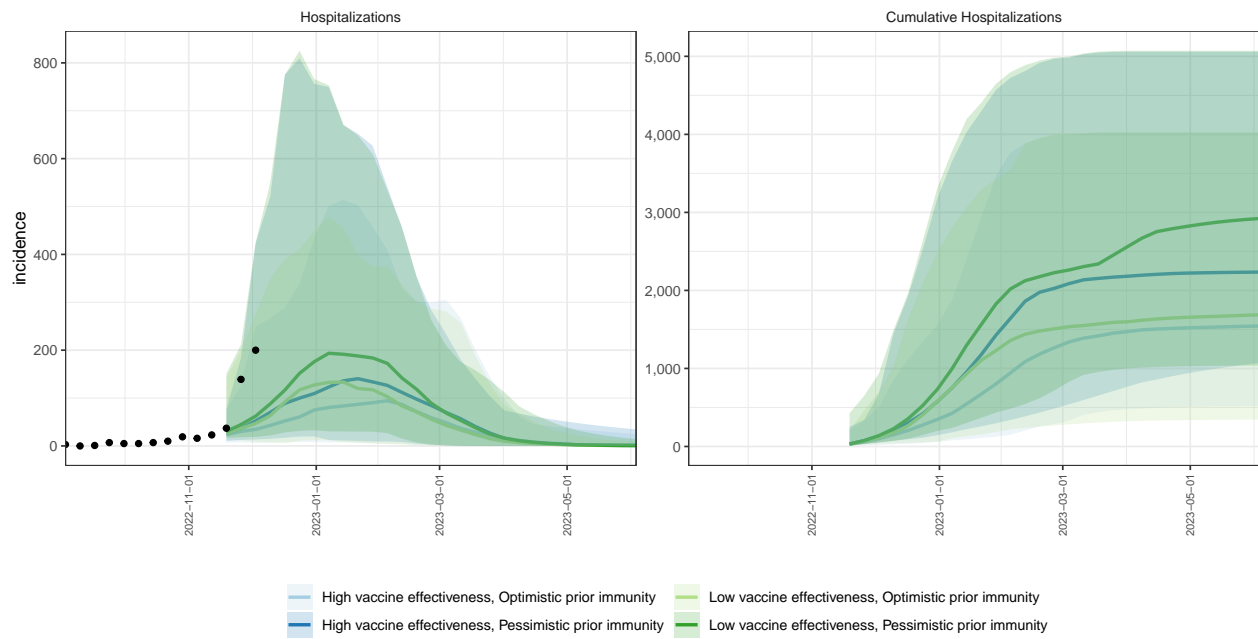 Hospitalizations
Cumulative Hospitalizations
incidence
800
600
400
200
0
5,000
4,000
3,000
2,000
1,000
0
2022−11−01
2023−01−01
2023−03−01
2023−05−01
2022−11−01
2023−01−01
2023−03−01
2023−05−01
High vaccine effectiveness, Optimistic prior immunity
Low vaccine effectiveness, Optimistic prior immunity
High vaccine effectiveness, Pessimistic prior immunity
Low vaccine effectiveness, Pessimistic prior immunity